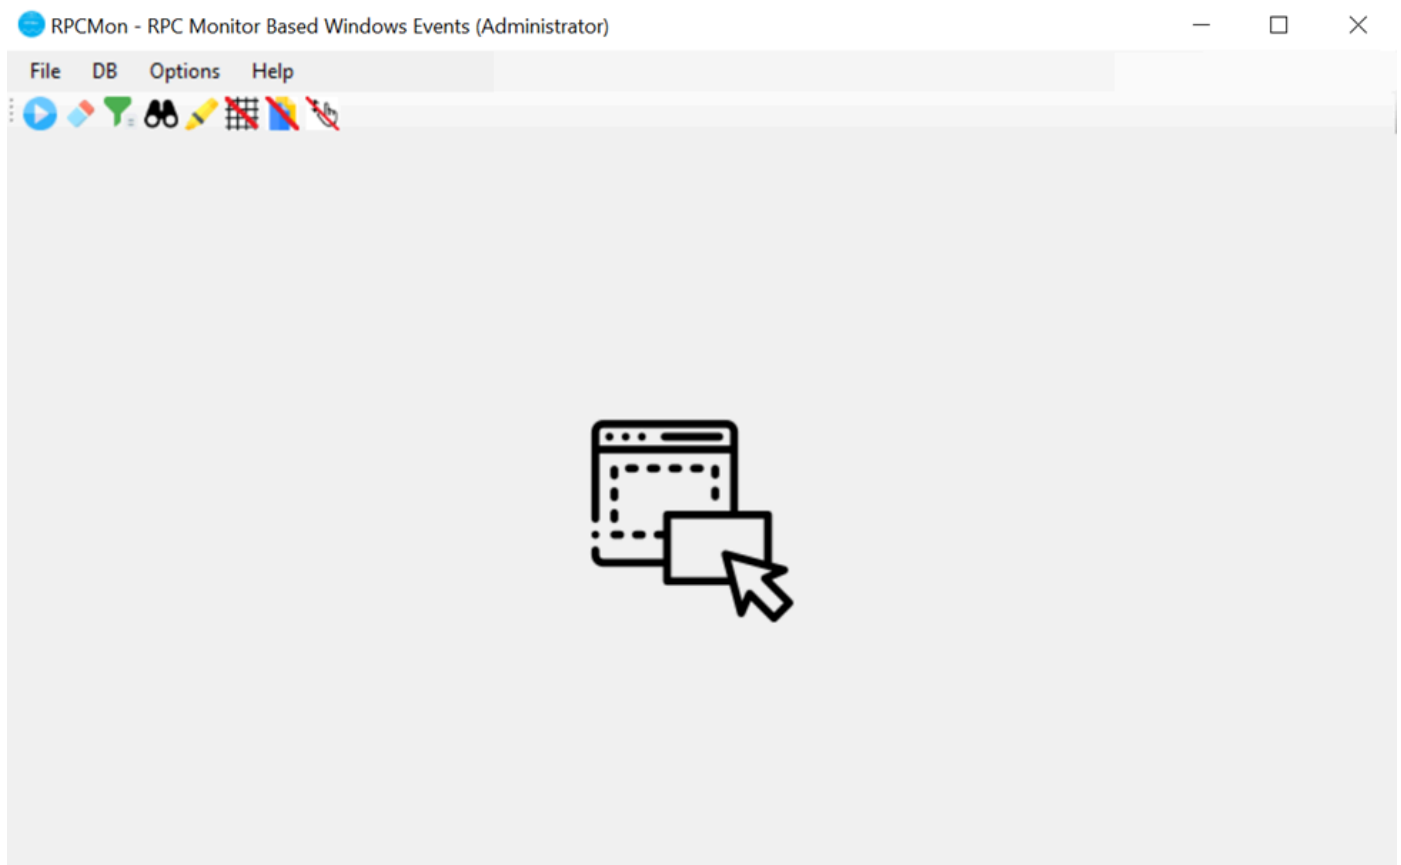 RPCMon - RPC Monitor Based Windows Events (Administrator)
File DB Options Help